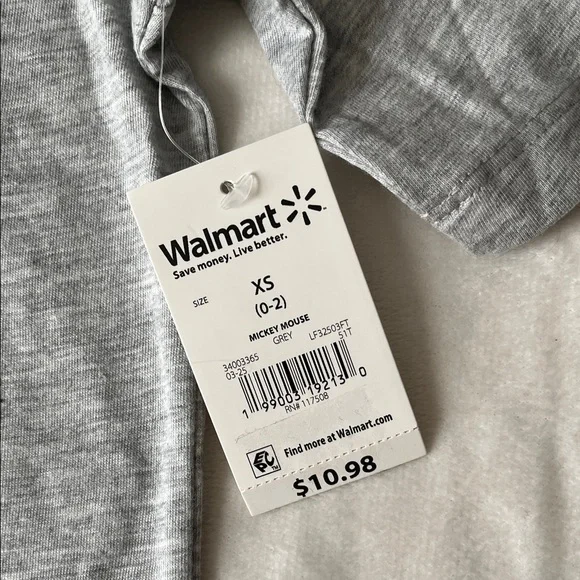 Walmart
Save money. Live better.
SIZE
XS
(0-2)
MICKEY MOUSE
GREY LF32503FT
34003365 51T
03-25
1 99003 19213 0
RN# 117508
Find more at Walmart.com
EPC™
$10.98